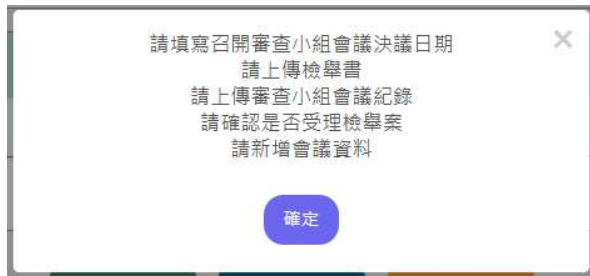 請填寫召開審查小組會議決議日期
請上傳檢舉書
請上傳審查小組會議紀錄
請確認是否受理檢舉案
請新增會議資料
確定